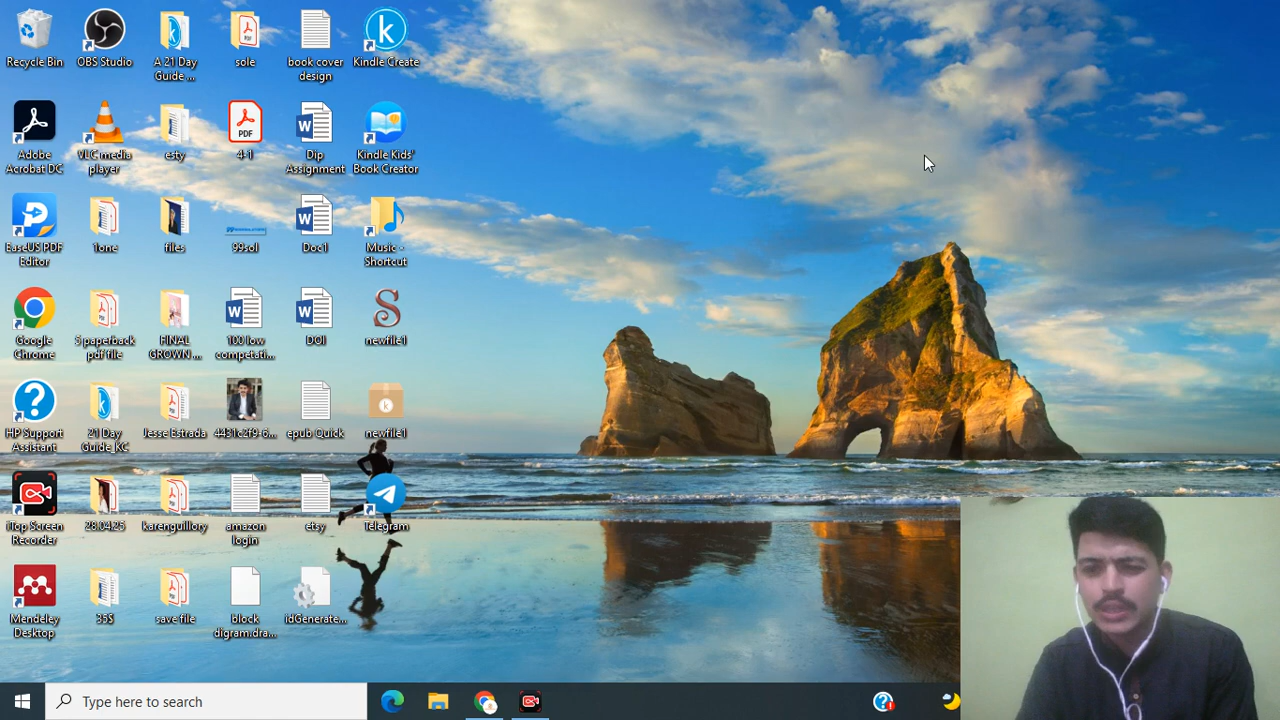 Recycle Bin
OBS Studio
A 21 Day
Guide ...
sole
book cover
design
Kindle Create
Adobe
Acrobat DC
VLC media
player
esty
PDF
4-1
Dip
Assignment
Kindle Kids'
Book Creator
EaseUS PDF
Editor
1one
files
99sol
Doc1
Music -
Shortcut
Google
Chrome
5 paperback
pdf file
FINAL
GROWN ...
100 low
competati...
DOI
newfile1
HP Support
Assistant
21 Day
Guide_KC
Jesse Estrada
4431c2f9-6...
epub Quick
newfile1
iTop Screen
Recorder
28.04.25
karenguillory
amazon
login
etsy
Telegram
Mendeley
Desktop
35$
save file
block
digram.dra...
idGenerate...
Type here to search